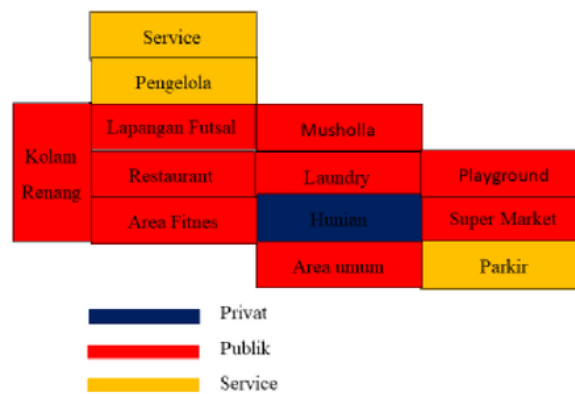 Service
Pengelola
Kolam
Renang
Lapangan Futsal
Musholla
Restaurant
Laundry
Playground
Area Fitnes
Hunian
Super Market
Area umum
Parkir
Privat
Publik
Service